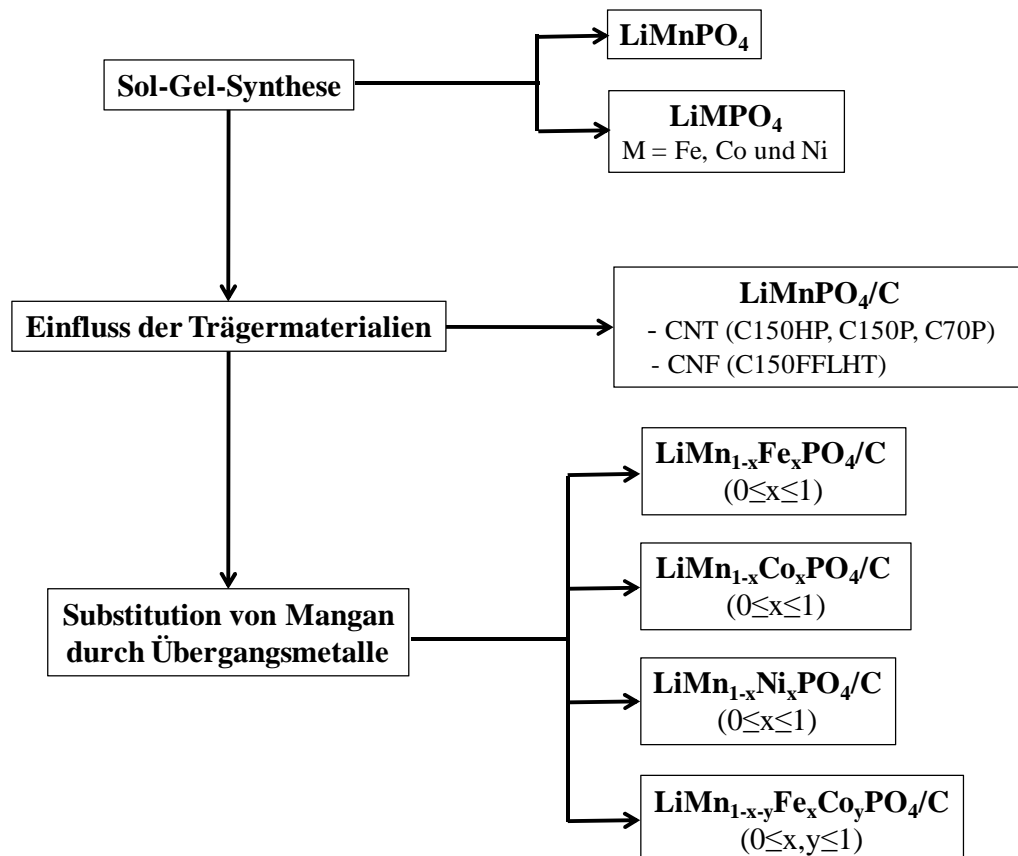 Sol-Gel-Synthese
LiMnPO₄
LiMPO₄
M = Fe, Co und Ni
Einfluss der Trägermaterialien
LiMnPO₄/C
- CNT (C150HP, C150P, C70P)
- CNF (C150FFLHT)
Substitution von Mangan
durch Übergangsmetalle
LiMn₁₋ₓFeₓPO₄/C
(0≤x≤1)
LiMn₁₋ₓCoₓPO₄/C
(0≤x≤1)
LiMn₁₋ₓNiₓPO₄/C
(0≤x≤1)
LiMn₁₋ₓ₋yFeₓCoyPO₄/C
(0≤x,y≤1)